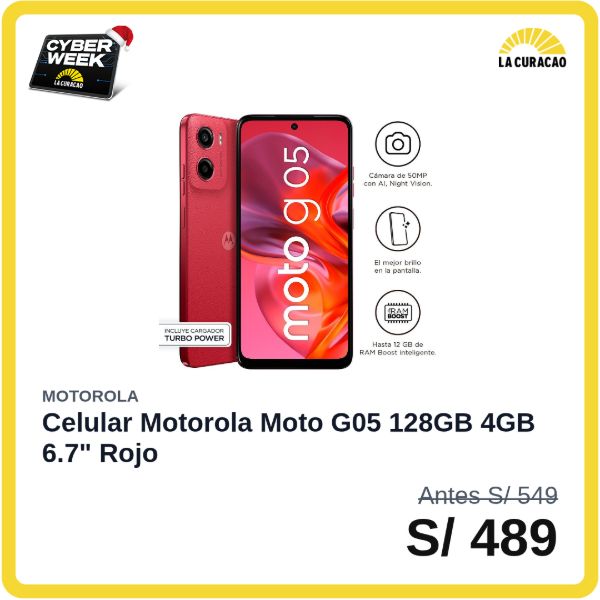 CYBER
WEEK
LA CURACAO
LA CURACAO
moto g 05
Cámara de 50MP
con AI, Night Vision.
El mejor brillo
en la pantalla.
RAM
BOOST
Hasta 12 GB de
RAM Boost Inteligente.
INCLUYE CARGADOR
TURBO POWER
MOTOROLA
Celular Motorola Moto G05 128GB 4GB
6.7" Rojo
Antes S/ 549
S/ 489